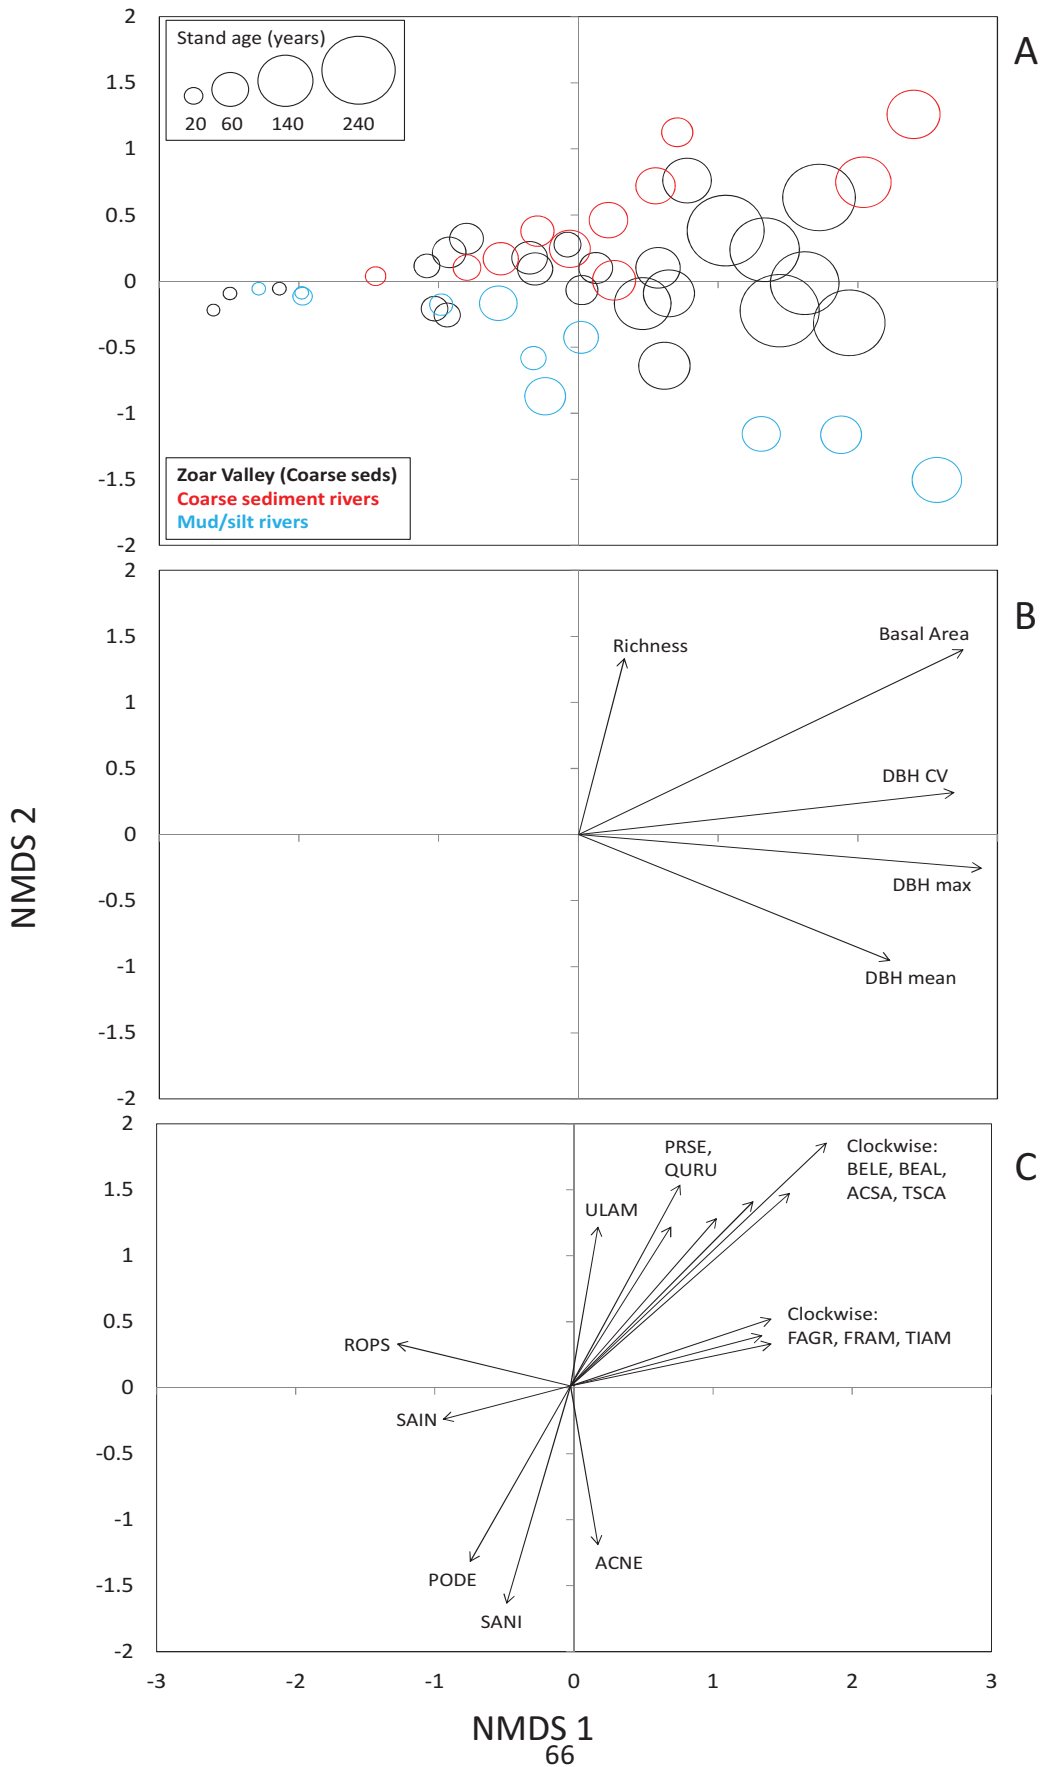 2
1.5
1
0.5
0
-0.5
-1
-1.5
-2
Stand age (years)
20 60 140 240
A
Zoar Valley (Coarse seds)
Coarse sediment rivers
Mud/silt rivers
2
1.5
1
0.5
0
-0.5
-1
-1.5
-2
B
Richness
Basal Area
DBH CV
DBH max
DBH mean
NMDS 2
2
1.5
1
0.5
0
-0.5
-1
-1.5
-2
C
PRSE,
QURU
Clockwise:
BELE, BEAL,
ACSA, TSCA
ULAM
Clockwise:
FAGR, FRAM, TIAM
ROPS
SAIN
PODE
SANI
ACNE
-3 -2 -1 0 1 2 3
NMDS 1
66